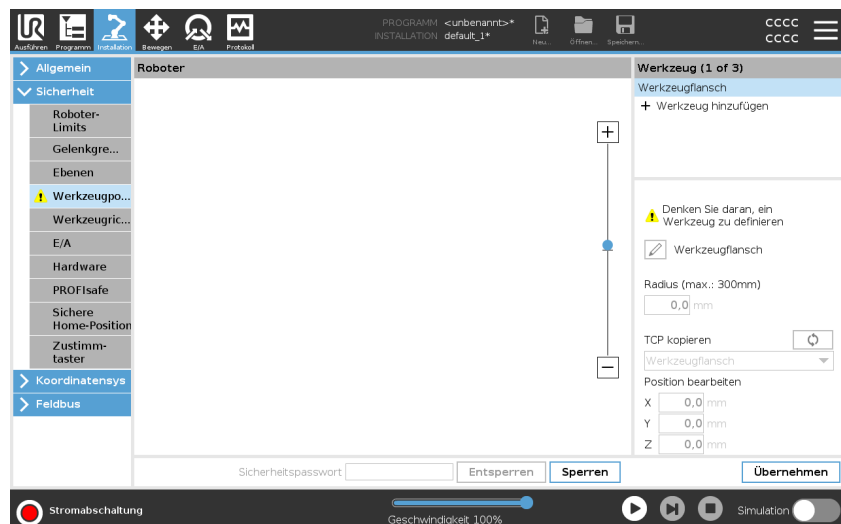 PROGRAMM <unbenannt>*
INSTALLATION default_1*
Ausführen
Programm
Installation
Bewegen
E/A
Protokoll
Neu...
Öffnen...
Speichern...
CCCC
CCCC
Allgemein
Sicherheit
Roboter-
Limits
Gelenkgre...
Ebenen
Werkzeugpo...
Werkzeugric...
E/A
Hardware
PROFIsafe
Sichere
Home-Position
Zustimm-
taster
Koordinatensys
Feldbus
Roboter
Werkzeug (1 of 3)
Werkzeugflansch
+ Werkzeug hinzufügen
Denken Sie daran, ein
Werkzeug zu definieren
Werkzeugflansch
Radius (max.: 300mm)
0,0 mm
TCP kopieren
Werkzeugflansch
Position bearbeiten
X 0,0 mm
Y 0,0 mm
Z 0,0 mm
Sicherheitspasswort
Entsperren
Sperren
Übernehmen
Stromabschaltung
Geschwindigkeit 100%
Simulation